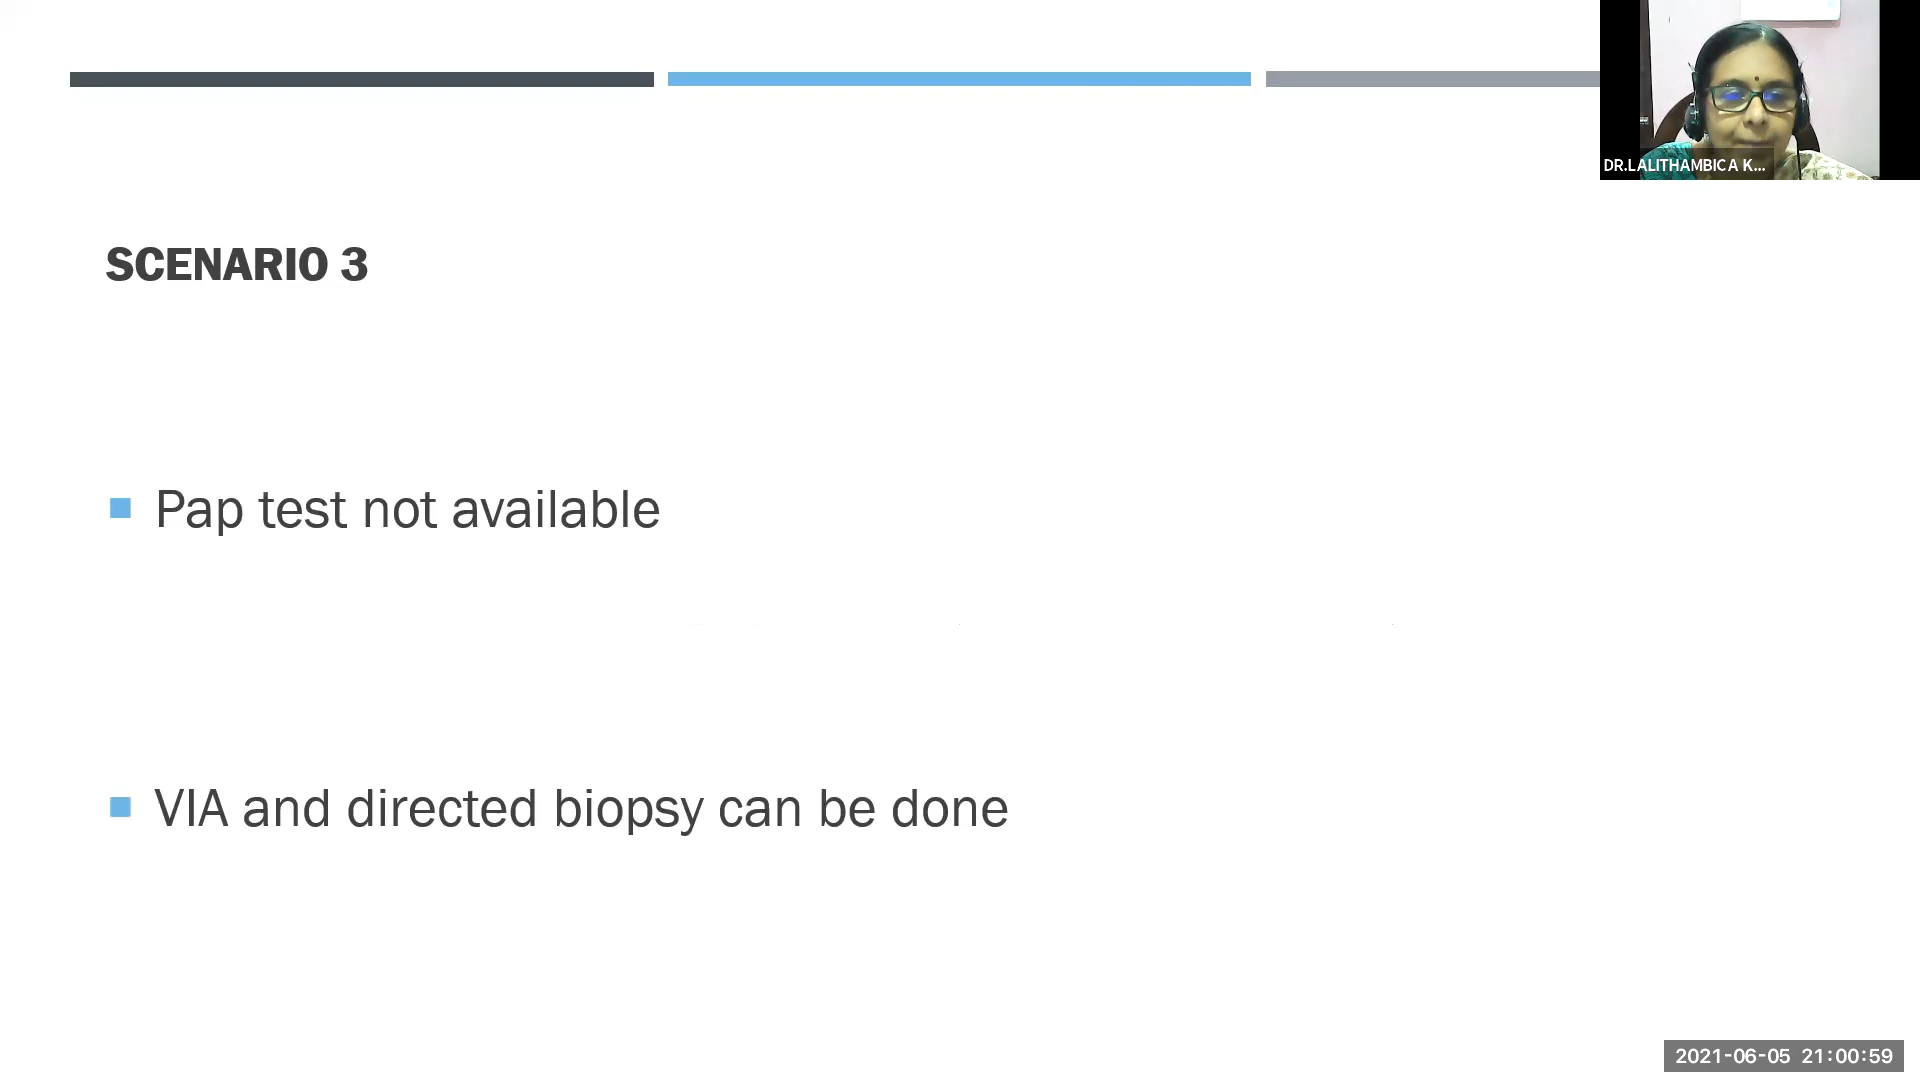 DR.LALITHAMBICA K...
SCENARIO 3
Pap test not available
VIA and directed biopsy can be done
2021-06-05 21:00:59